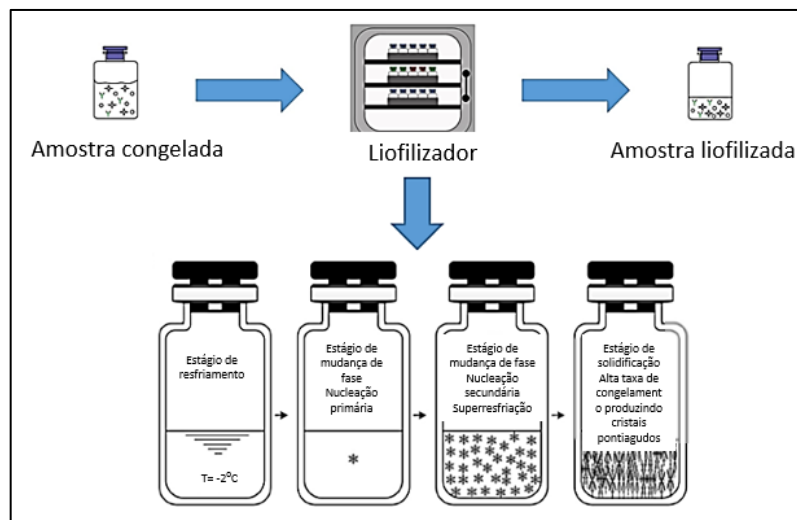 Amostra congelada
Liofilizador
Amostra liofilizada
Estágio de
resfriamento
T= -2⁰C
Estágio de
mudança de
fase
Nucleação
primária
Estágio de
mudança de fase
Nucleação
secundária
Superresfriação
Estágio de
solidificação
Alta taxa de
congelament
o produzindo
cristais
pontiagudos